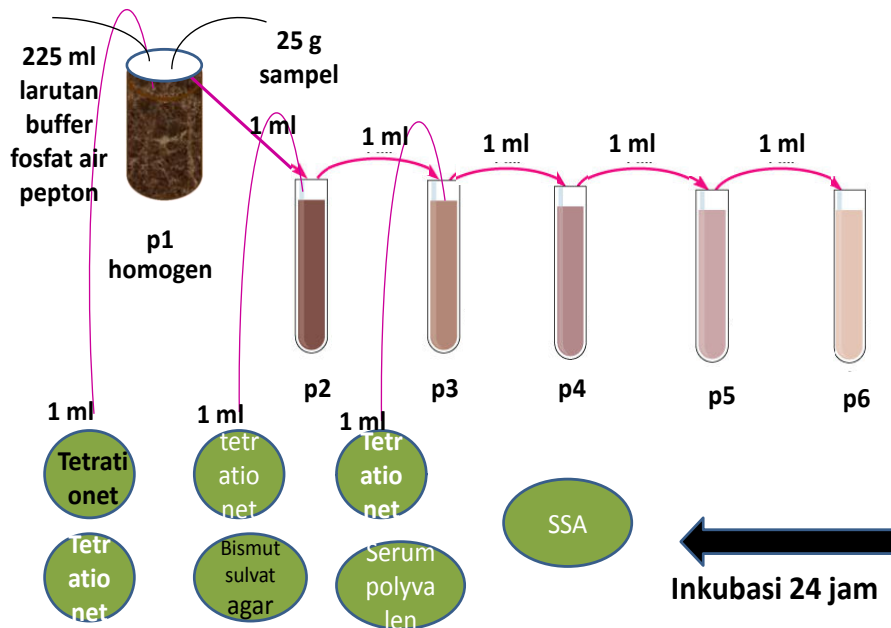 225 ml
larutan
buffer
fosfat air
pepton
25 g
sampel
p1
homogen
1 ml
1 ml
1 ml
1 ml
1 ml
p2
p3
p4
p5
p6
1 ml
1 ml
1 ml
Tetrati
onet
tetr
atio
net
Tetr
atio
net
SSA
Tetr
atio
net
Bismut
sulvat
agar
Serum
polyva
len
Inkubasi 24 jam